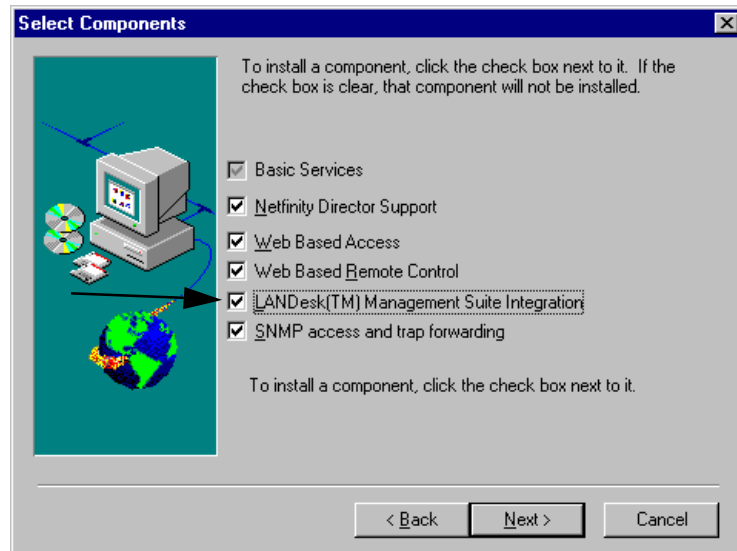 Select Components
To install a component, click the check box next to it. If the
check box is clear, that component will not be installed.
Basic Services
Netfinity Director Support
Web Based Access
Web Based Remote Control
LANDesk(TM) Management Suite Integration
SNMP access and trap forwarding
To install a component, click the check box next to it.
< Back
Next >
Cancel